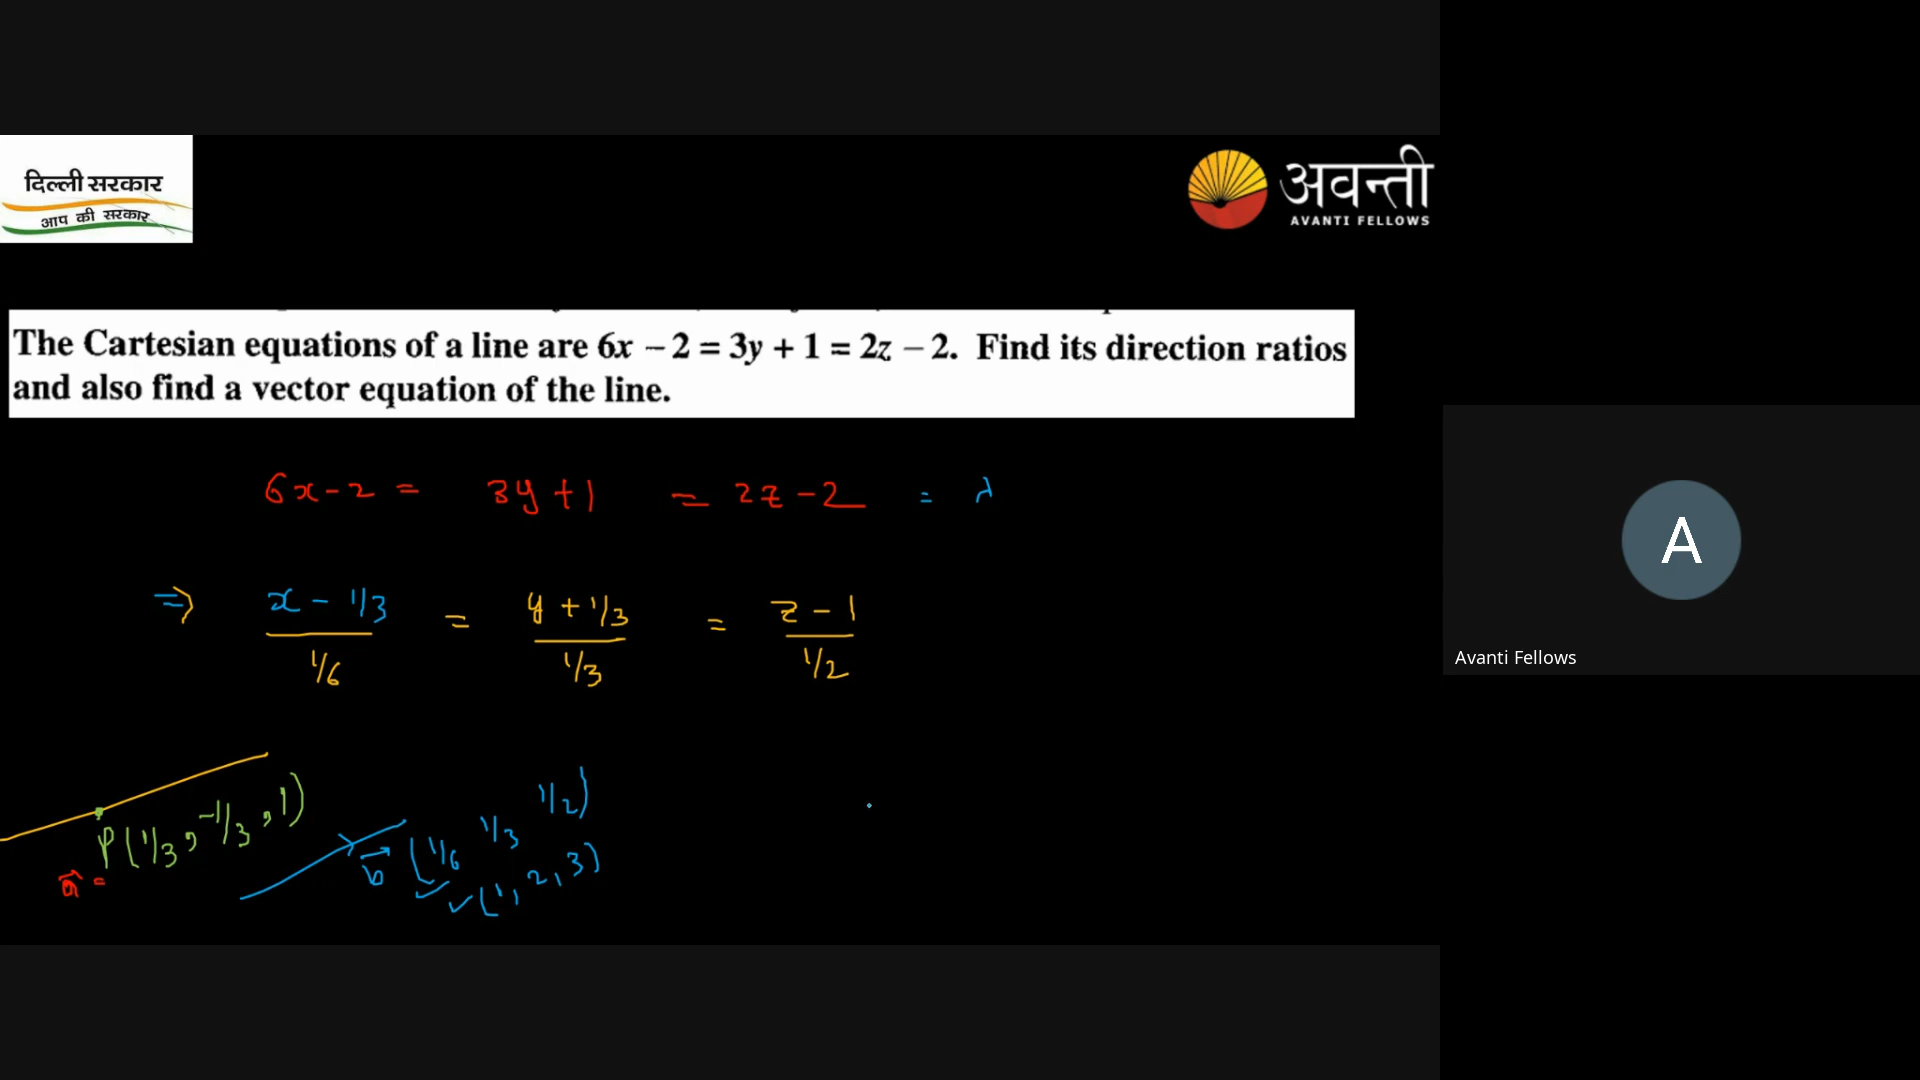 दिल्ली सरकार
आप की सरकार
अवन्ती
AVANTI FELLOWS
The Cartesian equations of a line are 6x – 2 = 3y + 1 = 2z – 2. Find its direction ratios
and also find a vector equation of the line.
6x-2 = 3y+1 = 2z-2 = λ
⇒ x - 1/3 = y + 1/3 = z - 1
1/6 1/3 1/2
P(1/3, -1/3, 1)
a⃗ =
b⃗ (1/6 1/3 1/2)
(1, 2, 3)
A
Avanti Fellows